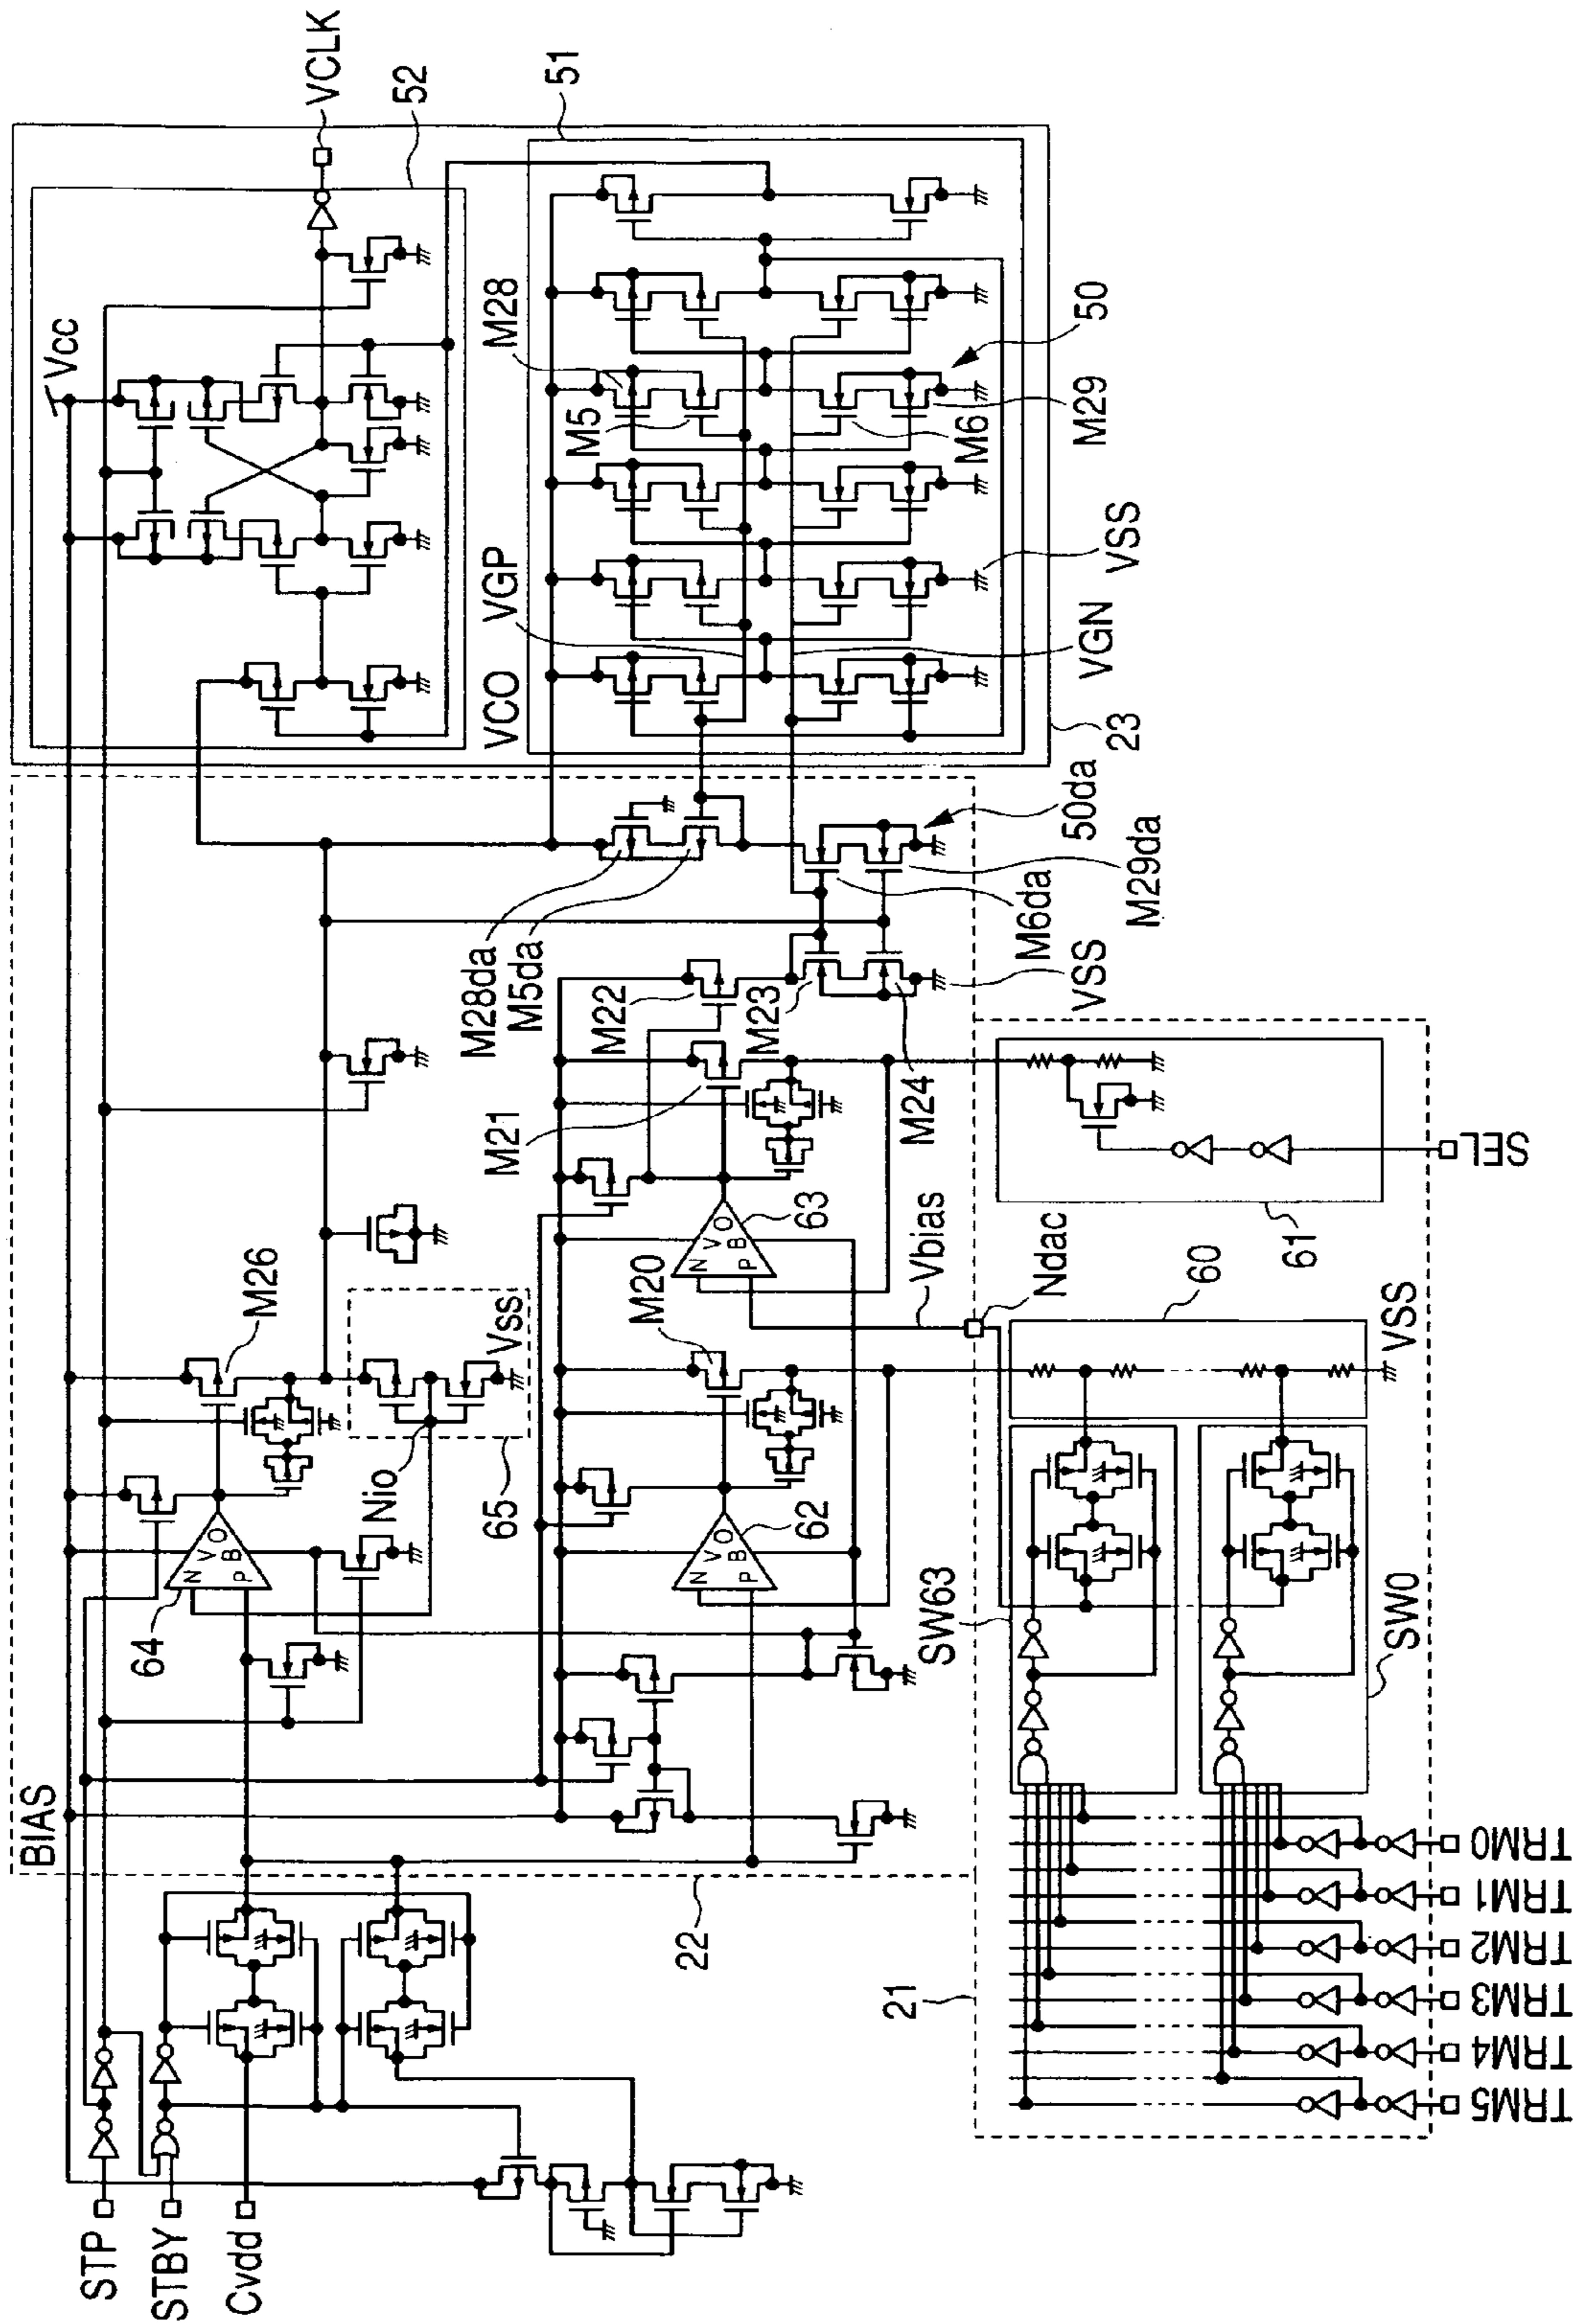 STP
STBY
Cvdd
BIAS
22
64
M26
Nio
65
Vss
62
63
M20
M21
M22
M23
M24
M28da
M5da
M6da
M29da
50da
VSS
Vbias
Ndac
N
V
O
P
B
N
V
O
P
B
N
V
O
P
B
Vcc
VCLK
52
51
VCO
VGP
VGN
VSS
M28
M5
M6
M29
50
23
21
SW63
SW0
60
61
VSS
SEL
TRM0
TRM1
TRM2
TRM3
TRM4
TRM5